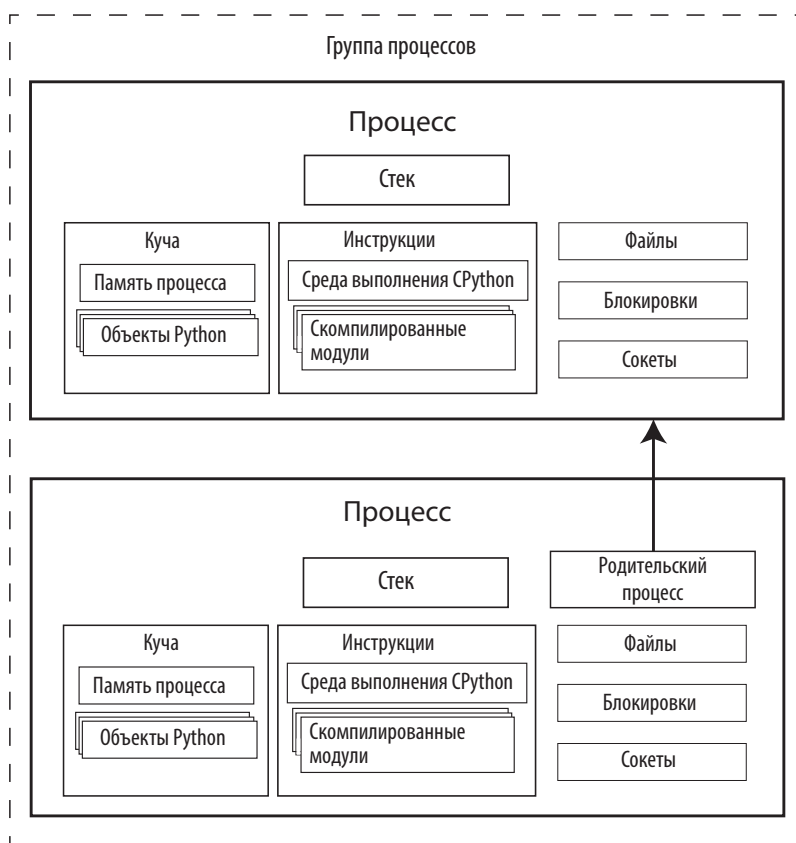 Группа процессов
Процесс
Стек
Куча
Память процесса
Объекты Python
Инструкции
Среда выполнения CPython
Скомпилированные
модули
Файлы
Блокировки
Сокеты
Процесс
Стек
Родительский
процесс
Куча
Память процесса
Объекты Python
Инструкции
Среда выполнения CPython
Скомпилированные
модули
Файлы
Блокировки
Сокеты